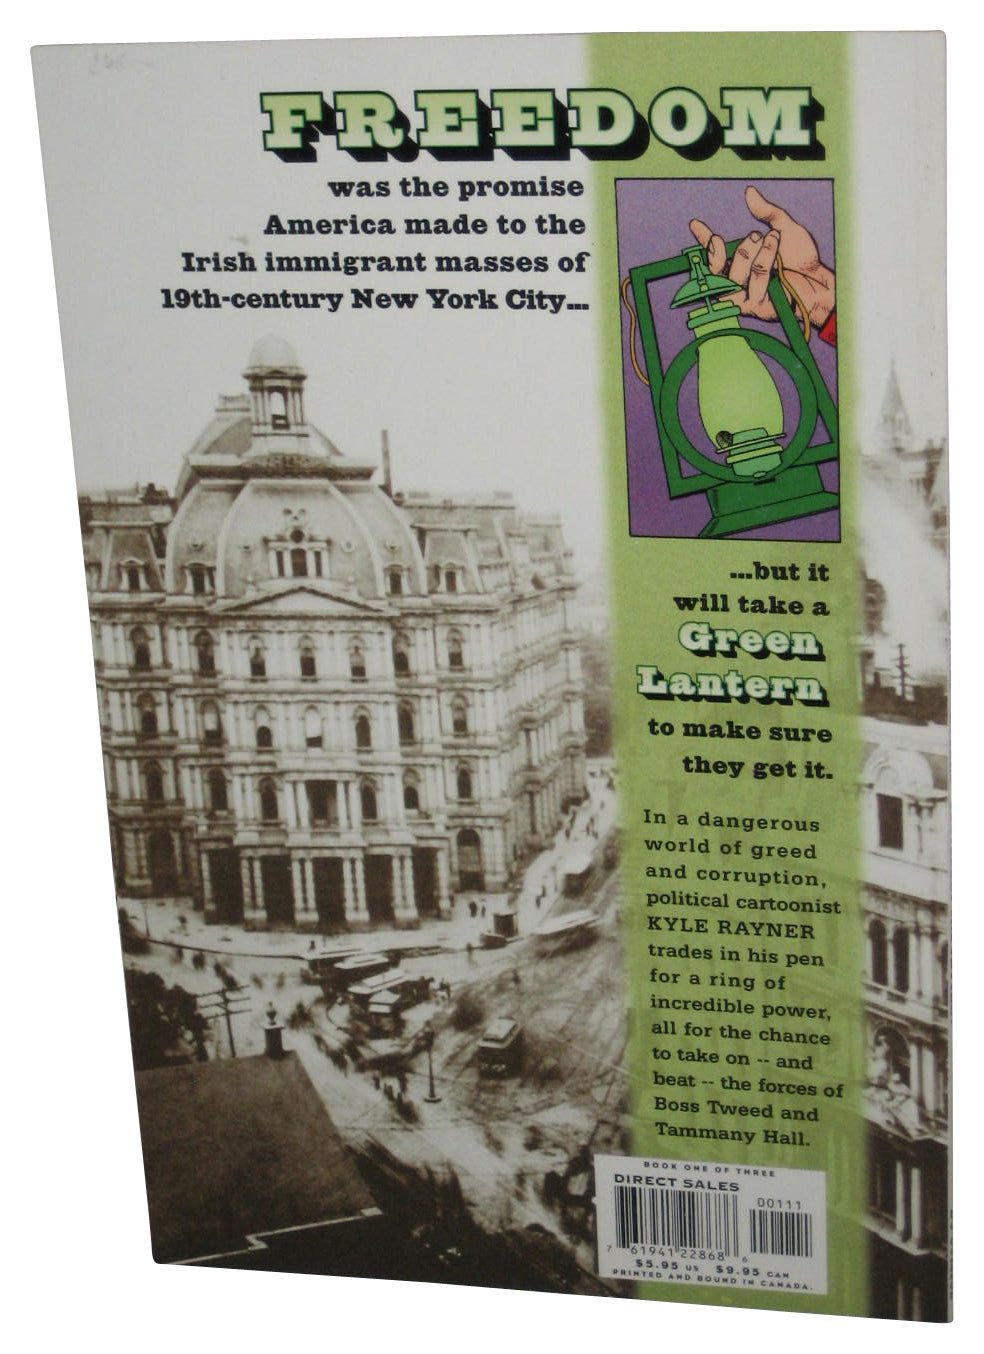 FREEDOM
was the promise
America made to the
Irish immigrant masses of
19th-century New York City...
...but it
will take a
Green
Lantern
to make sure
they get it.
In a dangerous
world of greed
and corruption,
political cartoonist
KYLE RAYNER
trades in his pen
for a ring of
incredible power,
all for the chance
to take on -- and
beat -- the forces of
Boss Tweed and
Tammany Hall.
BOOK ONE OF THREE
DIRECT SALES
00111
7 61941 22868 6
$5.95 US $9.95 CAN
PRINTED AND BOUND IN CANADA.